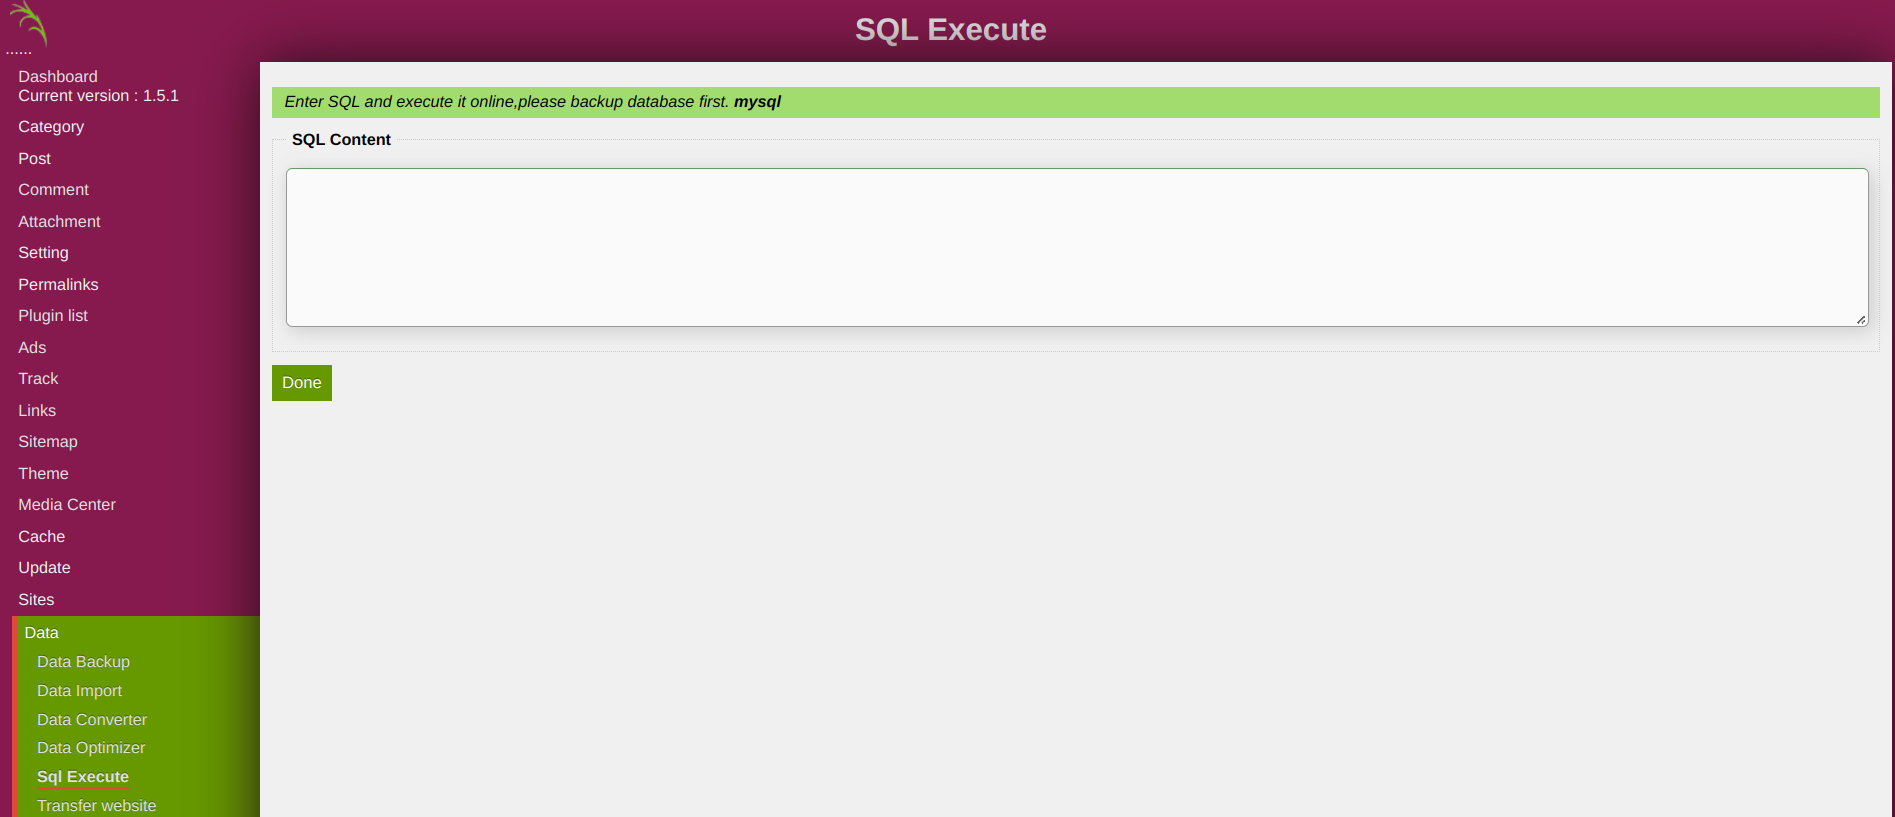 SQL Execute
......
Dashboard
Current version : 1.5.1
Category
Post
Comment
Attachment
Setting
Permalinks
Plugin list
Ads
Track
Links
Sitemap
Theme
Media Center
Cache
Update
Sites
Data
Data Backup
Data Import
Data Converter
Data Optimizer
Sql Execute
Transfer website
Enter SQL and execute it online,please backup database first. mysql
SQL Content
Done